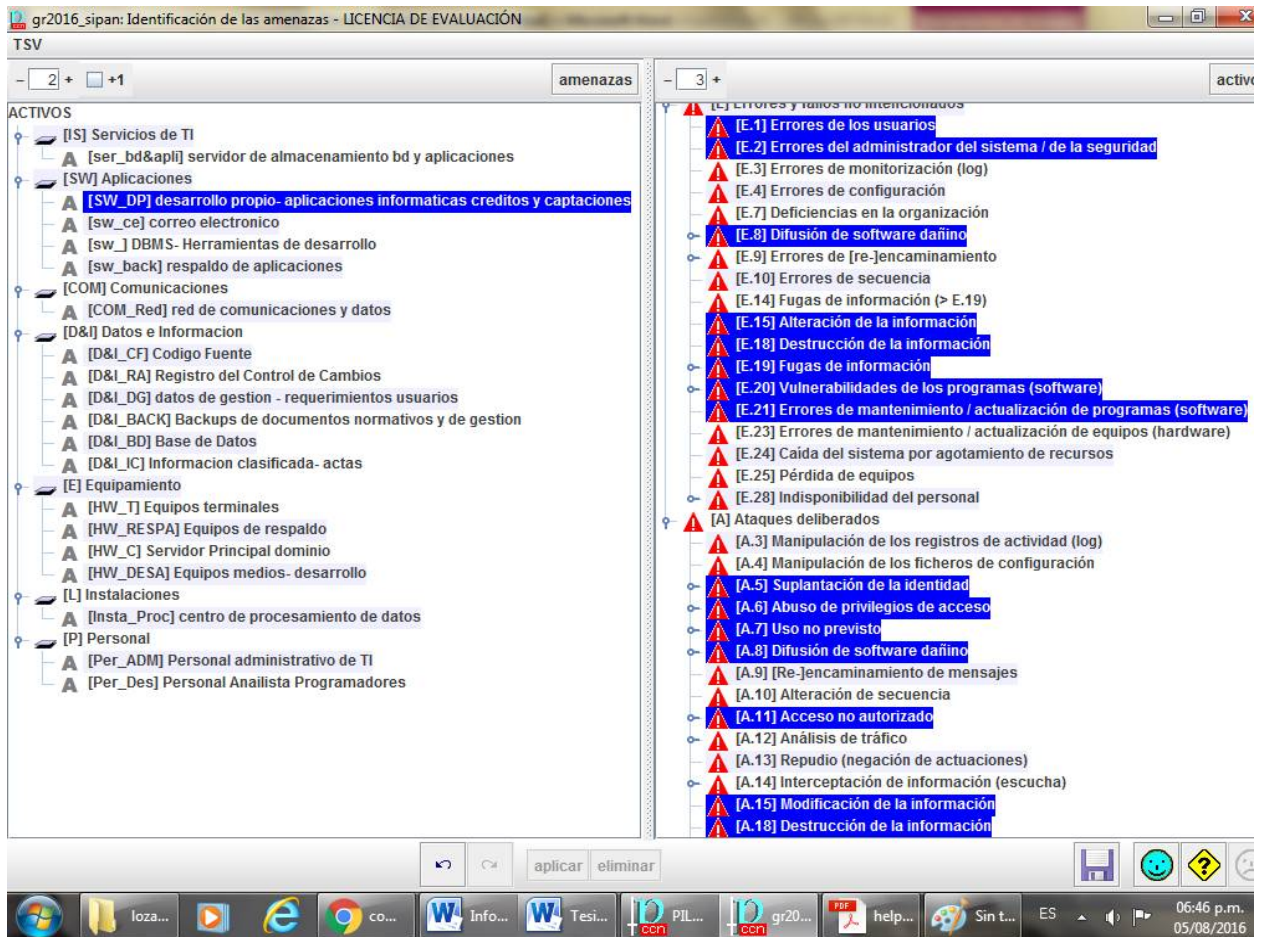 gr2016_sipan: Identificación de las amenazas - LICENCIA DE EVALUACIÓN
TSV
- 2 + +1 amenazas
ACTIVOS
[IS] Servicios de TI
[ser_bd&apli] servidor de almacenamiento bd y aplicaciones
[SW] Aplicaciones
[SW_DP] desarrollo propio- aplicaciones informaticas creditos y captaciones
[sw_ce] correo electronico
[sw_] DBMS- Herramientas de desarrollo
[sw_back] respaldo de aplicaciones
[COM] Comunicaciones
[COM_Red] red de comunicaciones y datos
[D&I] Datos e Informacion
[D&I_CF] Codigo Fuente
[D&I_RA] Registro del Control de Cambios
[D&I_DG] datos de gestion - requerimientos usuarios
[D&I_BACK] Backups de documentos normativos y de gestion
[D&I_BD] Base de Datos
[D&I_IC] Informacion clasificada- actas
[E] Equipamiento
[HW_T] Equipos terminales
[HW_RESPA] Equipos de respaldo
[HW_C] Servidor Principal dominio
[HW_DESA] Equipos medios- desarrollo
[L] Instalaciones
[Insta_Proc] centro de procesamiento de datos
[P] Personal
[Per_ADM] Personal administrativo de TI
[Per_Des] Personal Anailista Programadores
- 3 + activ
[E] Errores y fallos no intencionados
[E.1] Errores de los usuarios
[E.2] Errores del administrador del sistema / de la seguridad
[E.3] Errores de monitorización (log)
[E.4] Errores de configuración
[E.7] Deficiencias en la organización
[E.8] Difusión de software dañino
[E.9] Errores de [re-]encaminamiento
[E.10] Errores de secuencia
[E.14] Fugas de información (> E.19)
[E.15] Alteración de la información
[E.18] Destrucción de la información
[E.19] Fugas de información
[E.20] Vulnerabilidades de los programas (software)
[E.21] Errores de mantenimiento / actualización de programas (software)
[E.23] Errores de mantenimiento / actualización de equipos (hardware)
[E.24] Caída del sistema por agotamiento de recursos
[E.25] Pérdida de equipos
[E.28] Indisponibilidad del personal
[A] Ataques deliberados
[A.3] Manipulación de los registros de actividad (log)
[A.4] Manipulación de los ficheros de configuración
[A.5] Suplantación de la identidad
[A.6] Abuso de privilegios de acceso
[A.7] Uso no previsto
[A.8] Difusión de software dañino
[A.9] [Re-]encaminamiento de mensajes
[A.10] Alteración de secuencia
[A.11] Acceso no autorizado
[A.12] Análisis de tráfico
[A.13] Repudio (negación de actuaciones)
[A.14] Interceptación de información (escucha)
[A.15] Modificación de la información
[A.18] Destrucción de la información
aplicar eliminar
loza... co... Info... Tesi... PIL... gr20... help... Sin t... ES 06:46 p.m.
05/08/2016